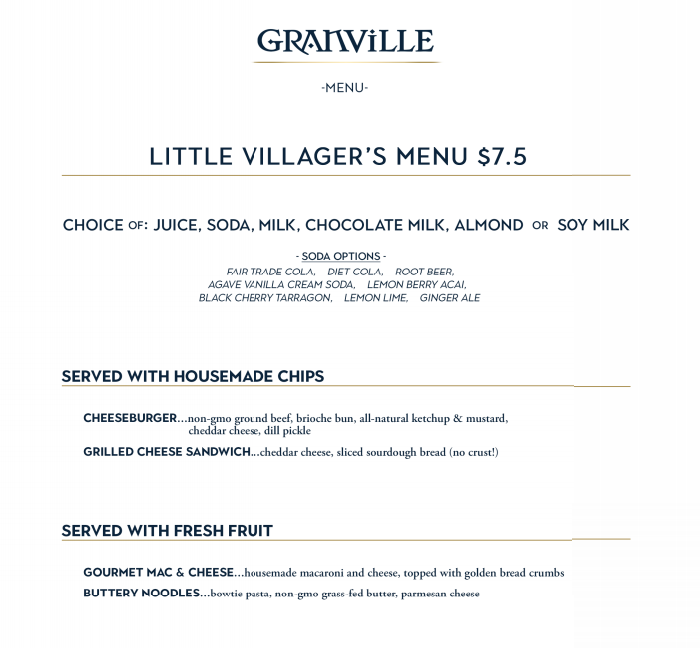 GRANVILLE
-MENU-
LITTLE VILLAGER'S MENU $7.5
CHOICE OF: JUICE, SODA, MILK, CHOCOLATE MILK, ALMOND OR SOY MILK
- SODA OPTIONS -
FAIR TRADE COLA, DIET COLA, ROOT BEER,
AGAVE VANILLA CREAM SODA, LEMON BERRY ACAI,
BLACK CHERRY TARRAGON, LEMON LIME, GINGER ALE
SERVED WITH HOUSEMADE CHIPS
CHEESEBURGER...non-gmo ground beef, brioche bun, all-natural ketchup & mustard,
cheddar cheese, dill pickle
GRILLED CHEESE SANDWICH...cheddar cheese, sliced sourdough bread (no crust!)
SERVED WITH FRESH FRUIT
GOURMET MAC & CHEESE...housemade macaroni and cheese, topped with golden bread crumbs
BUTTERY NOODLES...bowtie pasta, non-gmo grass-fed butter, parmesan cheese